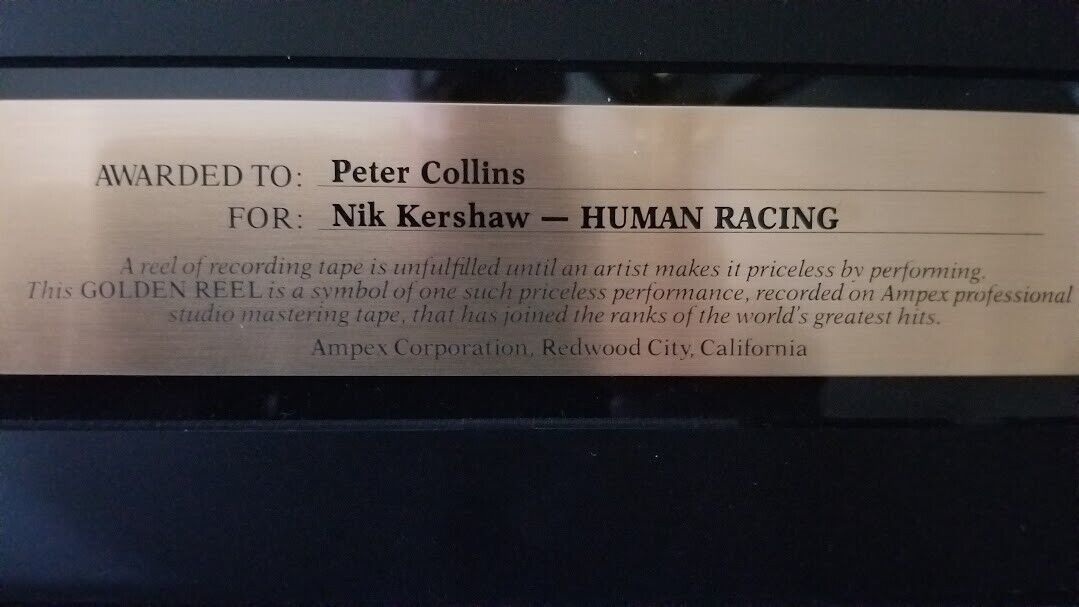 AWARDED TO: Peter Collins
FOR: Nik Kershaw — HUMAN RACING
A reel of recording tape is unfulfilled until an artist makes it priceless by performing.
This GOLDEN REEL is a symbol of one such priceless performance, recorded on Ampex professional
studio mastering tape, that has joined the ranks of the world's greatest hits.
Ampex Corporation, Redwood City, California